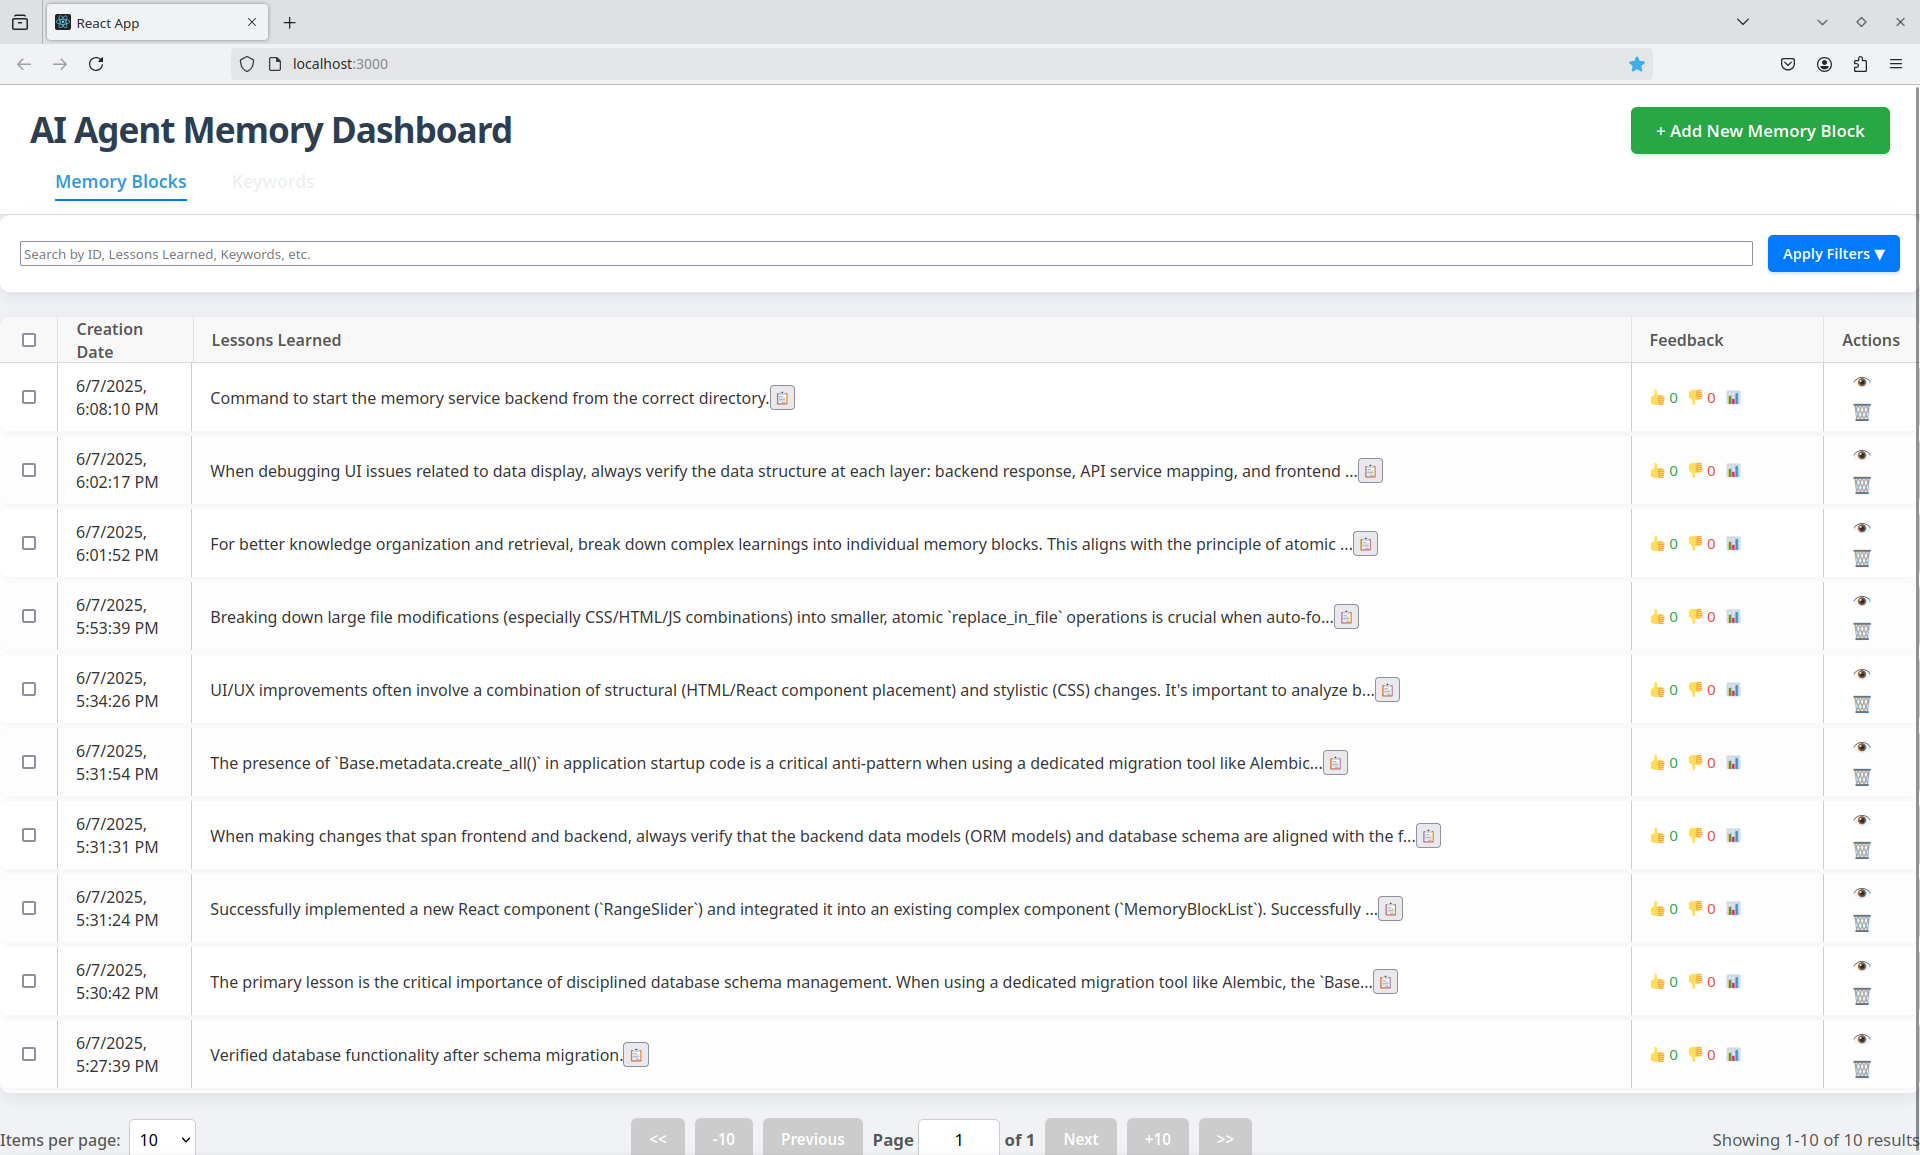 React App
localhost:3000
AI Agent Memory Dashboard
+ Add New Memory Block
Memory Blocks
Keywords
Search by ID, Lessons Learned, Keywords, etc.
Apply Filters ▼
Creation Date
Lessons Learned
Feedback
Actions
6/7/2025, 6:08:10 PM
Command to start the memory service backend from the correct directory.
0 0
6/7/2025, 6:02:17 PM
When debugging UI issues related to data display, always verify the data structure at each layer: backend response, API service mapping, and frontend ...
0 0
6/7/2025, 6:01:52 PM
For better knowledge organization and retrieval, break down complex learnings into individual memory blocks. This aligns with the principle of atomic ...
0 0
6/7/2025, 5:53:39 PM
Breaking down large file modifications (especially CSS/HTML/JS combinations) into smaller, atomic `replace_in_file` operations is crucial when auto-fo...
0 0
6/7/2025, 5:34:26 PM
UI/UX improvements often involve a combination of structural (HTML/React component placement) and stylistic (CSS) changes. It's important to analyze b...
0 0
6/7/2025, 5:31:54 PM
The presence of `Base.metadata.create_all()` in application startup code is a critical anti-pattern when using a dedicated migration tool like Alembic...
0 0
6/7/2025, 5:31:31 PM
When making changes that span frontend and backend, always verify that the backend data models (ORM models) and database schema are aligned with the f...
0 0
6/7/2025, 5:31:24 PM
Successfully implemented a new React component (`RangeSlider`) and integrated it into an existing complex component (`MemoryBlockList`). Successfully ...
0 0
6/7/2025, 5:30:42 PM
The primary lesson is the critical importance of disciplined database schema management. When using a dedicated migration tool like Alembic, the `Base...
0 0
6/7/2025, 5:27:39 PM
Verified database functionality after schema migration.
0 0
Items per page: 10
<< -10 Previous Page 1 of 1 Next +10 >>
Showing 1-10 of 10 results